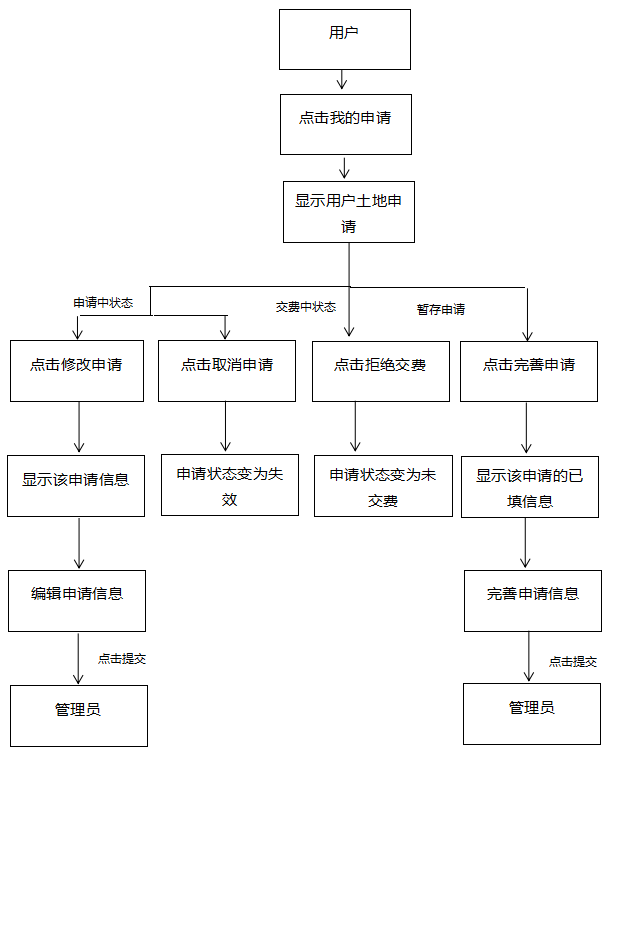 用户
点击我的申请
显示用户土地申
请
申请中状态
交费中状态
暂存申请
点击修改申请
点击取消申请
点击拒绝交费
点击完善申请
显示该申请信息
申请状态变为失
效
申请状态变为未
交费
显示该申请的已
填信息
编辑申请信息
完善申请信息
点击提交
点击提交
管理员
管理员